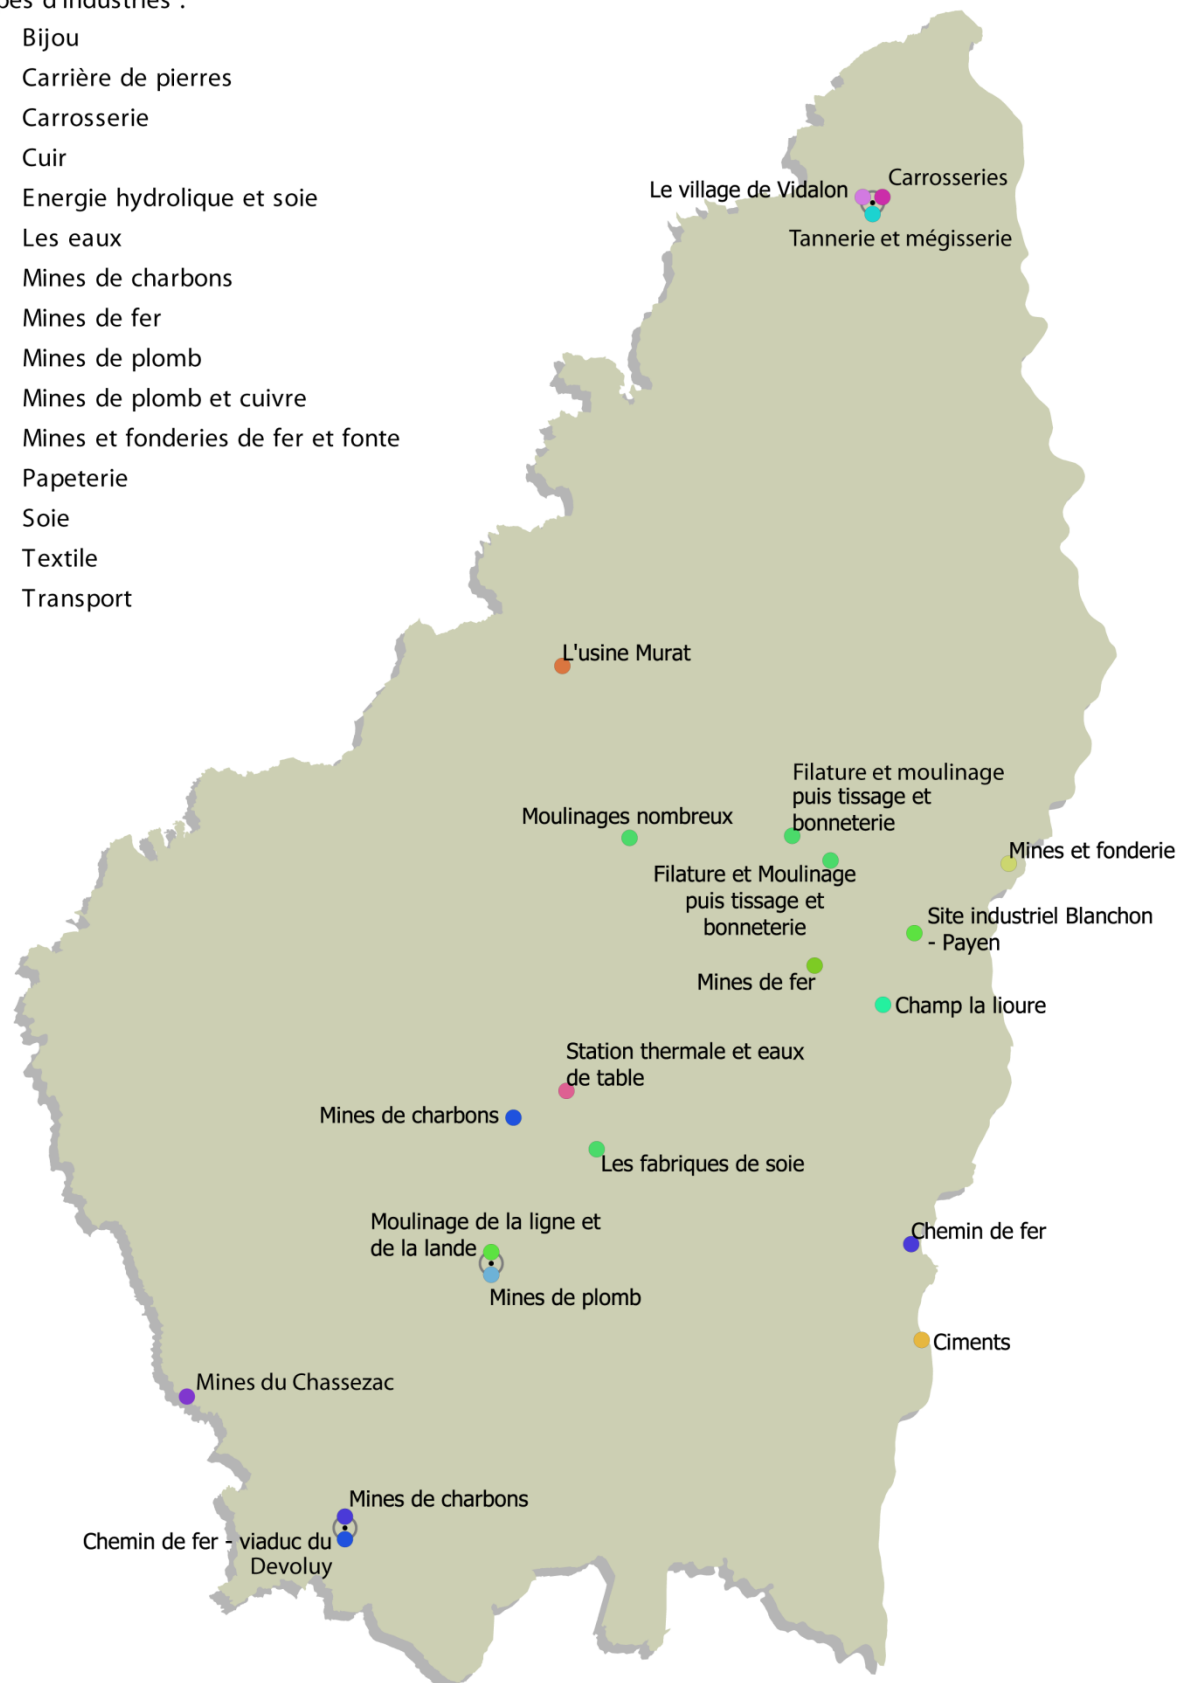 d'industries :
Bijou
Carrière de pierres
Carrosserie
Cuir
Energie hydrolique et soie
Les eaux
Mines de charbons
Mines de fer
Mines de plomb
Mines de plomb et cuivre
Mines et fonderies de fer et fonte
Papeterie
Soie
Textile
Transport
Le village de Vidalon
Carrosseries
Tannerie et mégisserie
L'usine Murat
Filature et moulinage
puis tissage et
bonneterie
Moulinages nombreux
Mines et fonderie
Filature et Moulinage
puis tissage et
bonneterie
Site industriel Blanchon
- Payen
Mines de fer
Champ la lioure
Station thermale et eaux
de table
Mines de charbons
Les fabriques de soie
Moulinage de la ligne et
de la lande
Chemin de fer
Mines de plomb
Ciments
Mines du Chassezac
Mines de charbons
Chemin de fer - viaduc du
Devoluy